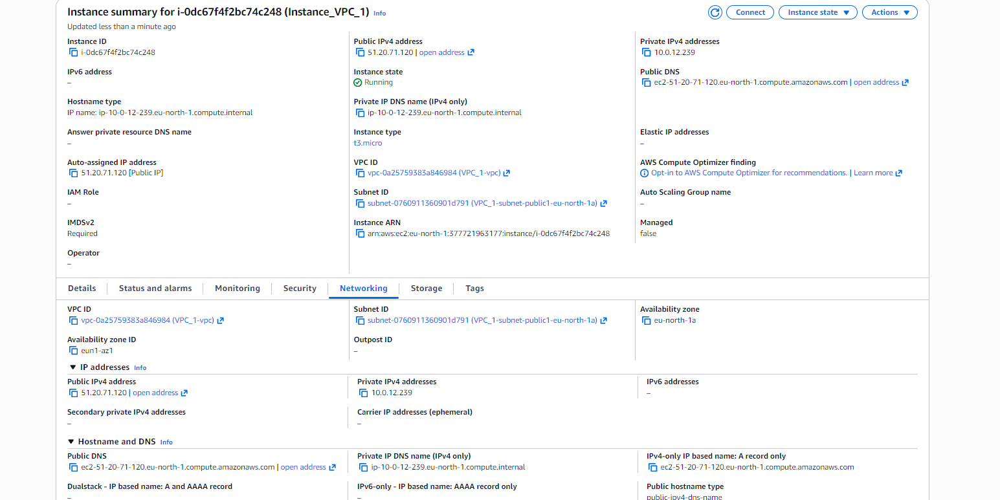 Instance summary for i-0dc67f4f2bc74c248 (Instance_VPC_1) Info
Connect
Instance state
Actions
Updated less than a minute ago
Instance ID
i-0dc67f4f2bc74c248
Public IPv4 address
51.20.71.120 | open address
Private IPv4 addresses
10.0.12.239
IPv6 address
–
Instance state
Running
Public DNS
ec2-51-20-71-120.eu-north-1.compute.amazonaws.com | open address
Hostname type
IP name: ip-10-0-12-239.eu-north-1.compute.internal
Private IP DNS name (IPv4 only)
ip-10-0-12-239.eu-north-1.compute.internal
Answer private resource DNS name
–
Instance type
t3.micro
Elastic IP addresses
–
Auto-assigned IP address
51.20.71.120 [Public IP]
VPC ID
vpc-0a25759383a846984 (VPC_1-vpc)
AWS Compute Optimizer finding
Opt-in to AWS Compute Optimizer for recommendations. | Learn more
IAM Role
–
Subnet ID
subnet-0760911360901d791 (VPC_1-subnet-public1-eu-north-1a)
Auto Scaling Group name
–
IMDSv2
Required
Instance ARN
arn:aws:ec2:eu-north-1:377721963177:instance/i-0dc67f4f2bc74c248
Managed
false
Operator
–
Details
Status and alarms
Monitoring
Security
Networking
Storage
Tags
VPC ID
vpc-0a25759383a846984 (VPC_1-vpc)
Subnet ID
subnet-0760911360901d791 (VPC_1-subnet-public1-eu-north-1a)
Availability zone
eu-north-1a
Availability zone ID
eun1-az1
Outpost ID
–
IP addresses Info
Public IPv4 address
51.20.71.120 | open address
Private IPv4 addresses
10.0.12.239
IPv6 addresses
–
Secondary private IPv4 addresses
–
Carrier IP addresses (ephemeral)
–
Hostname and DNS Info
Public DNS
ec2-51-20-71-120.eu-north-1.compute.amazonaws.com | open address
Private IP DNS name (IPv4 only)
ip-10-0-12-239.eu-north-1.compute.internal
IPv4-only IP based name: A record only
ec2-51-20-71-120.eu-north-1.compute.amazonaws.com
Dualstack - IP based name: A and AAAA record
–
IPv6-only - IP based name: AAAA record only
–
Public hostname type
public-ipv4-dns-name